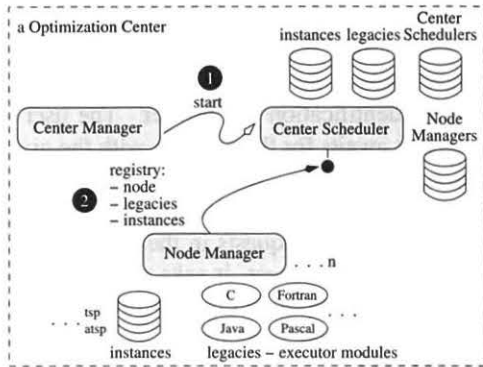 a Optimization Center
Center
instances legacies Schedulers
1
start
Center Manager
Center Scheduler
Node
Managers
registry:
– node
2
– legacies
– instances
Node Manager
. . . n
C
Fortran
. . . tsp
atsp
. . .
Java
Pascal
instances
legacies – executor modules